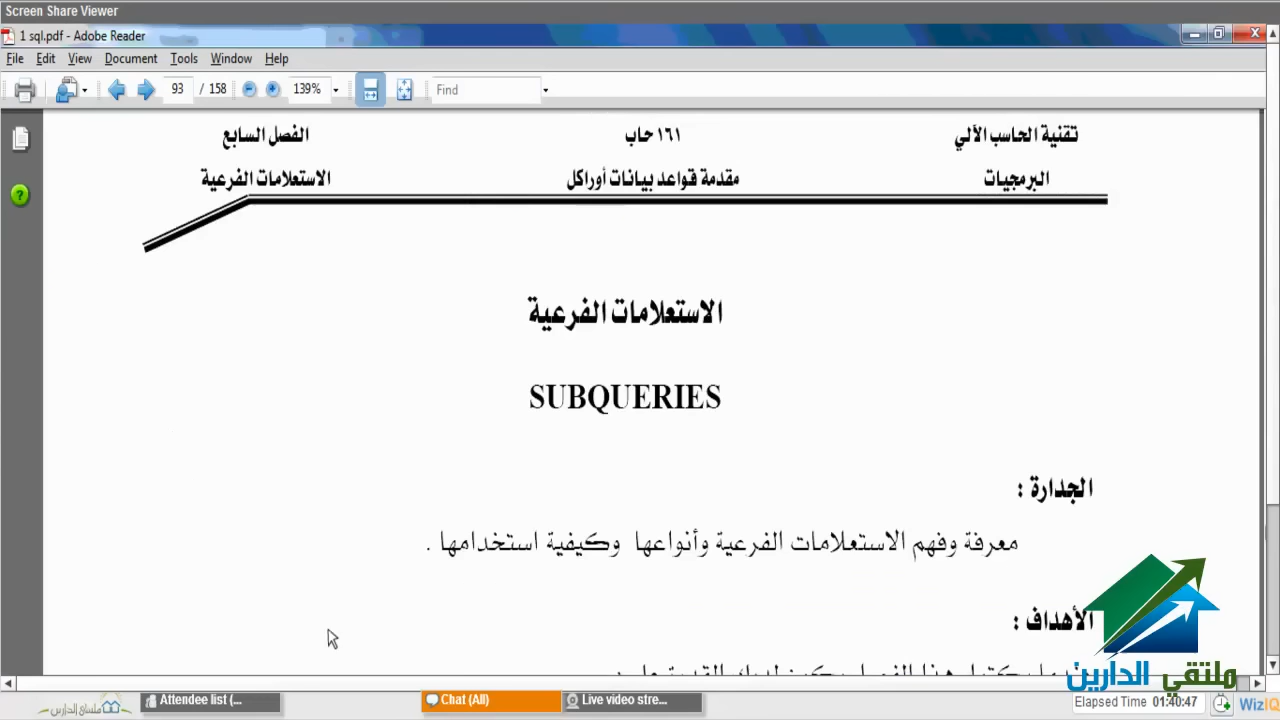 Screen Share Viewer
1 sql.pdf - Adobe Reader
File Edit View Document Tools Window Help
93 / 158 139% Find
تقنية الحاسب الآلي ١٦١ حاب الفصل السابع
البرمجيات مقدمة قواعد بيانات أوراكل الاستعلامات الفرعية
الاستعلامات الفرعية
SUBQUERIES
الجدارة :
معرفة وفهم الاستعلامات الفرعية وأنواعها وكيفية استخدامها .
الأهداف :
ملتقي الدارين
Elapsed Time 01:40:47
Attendee list (... Chat (All) Live video stre... WizIQ